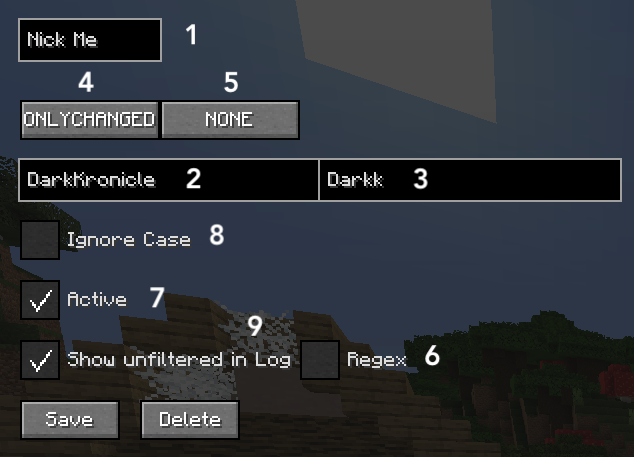 Nick Me 1
4 5
ONLYCHANGED NONE
DarkKronicle 2 Darkk 3
Ignore Case 8
Active 7
9
Show unfiltered in Log Regex 6
Save Delete